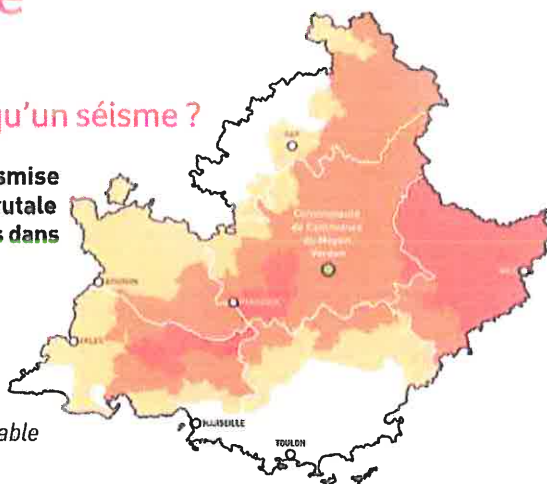 e
qu'un séisme ?
smise
rutale
s dans
able
GAP
Communauté
de Communes
du Moyen
Verdon
AVIGNON
MANOSQUE
ARLES
MARSEILLE
TOULON